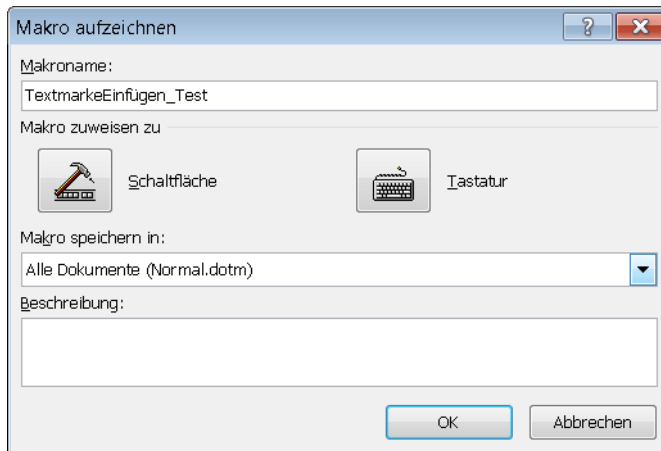 Makro aufzeichnen
Makroname:
TextmarkeEinfügen_Test
Makro zuweisen zu
Schaltfläche Tastatur
Makro speichern in:
Alle Dokumente (Normal.dotm)
Beschreibung:
OK Abbrechen